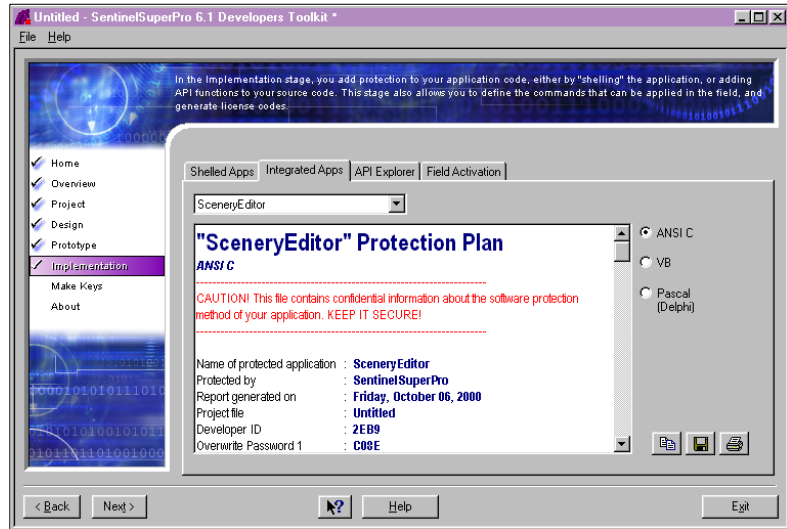 Untitled - SentinelSuperPro 6.1 Developers Toolkit *
File Help
In the Implementation stage, you add protection to your application code, either by "shelling" the application, or adding
API functions to your source code. This stage also allows you to define the commands that can be applied in the field, and
generate license codes.
Home
Overview
Project
Design
Prototype
Implementation
Make Keys
About
Shelled Apps Integrated Apps API Explorer Field Activation
SceneryEditor
"SceneryEditor" Protection Plan
ANSI C
CAUTION! This file contains confidential information about the software protection
method of your application. KEEP IT SECURE!
Name of protected application : SceneryEditor
Protected by : SentinelSuperPro
Report generated on : Friday, October 06, 2000
Project file : Untitled
Developer ID : 2EB9
Overwrite Password 1 : C08E
ANSI C
VB
Pascal
(Delphi)
< Back Next > Help Exit